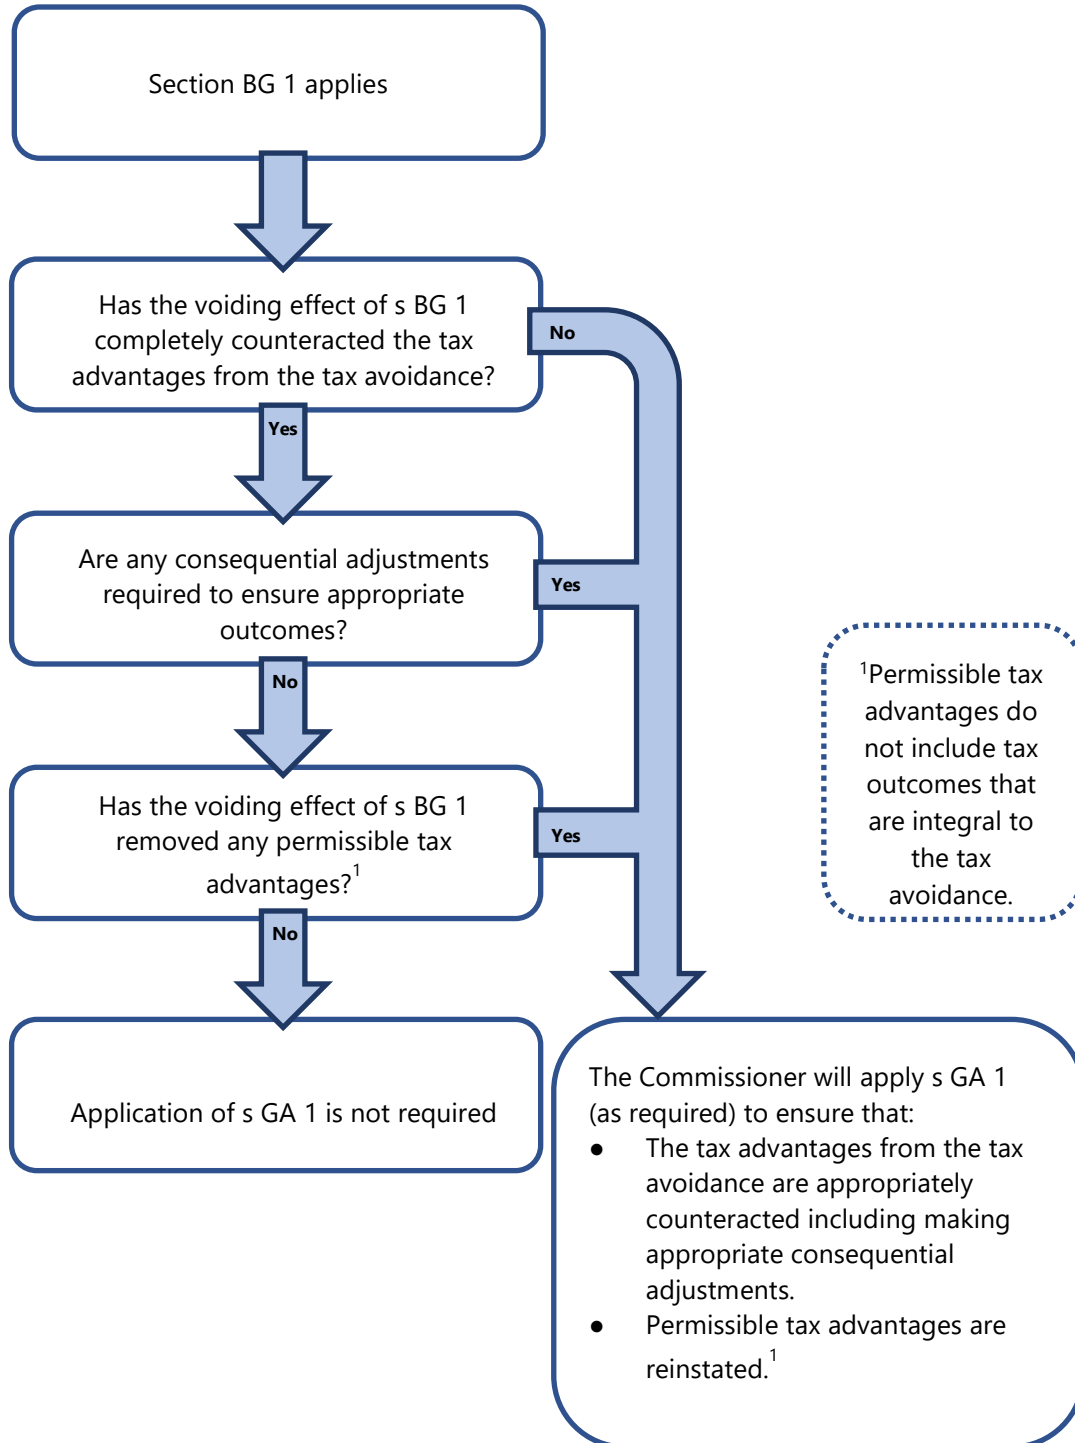 Section BG 1 applies
Has the voiding effect of s BG 1
completely counteracted the tax
advantages from the tax avoidance?
No
Yes
Are any consequential adjustments
required to ensure appropriate
outcomes?
Yes
No
Has the voiding effect of s BG 1
removed any permissible tax
advantages?1
Yes
No
1Permissible tax
advantages do
not include tax
outcomes that
are integral to
the tax
avoidance.
Application of s GA 1 is not required
The Commissioner will apply s GA 1
(as required) to ensure that:
● The tax advantages from the tax
avoidance are appropriately
counteracted including making
appropriate consequential
adjustments.
● Permissible tax advantages are
reinstated.1